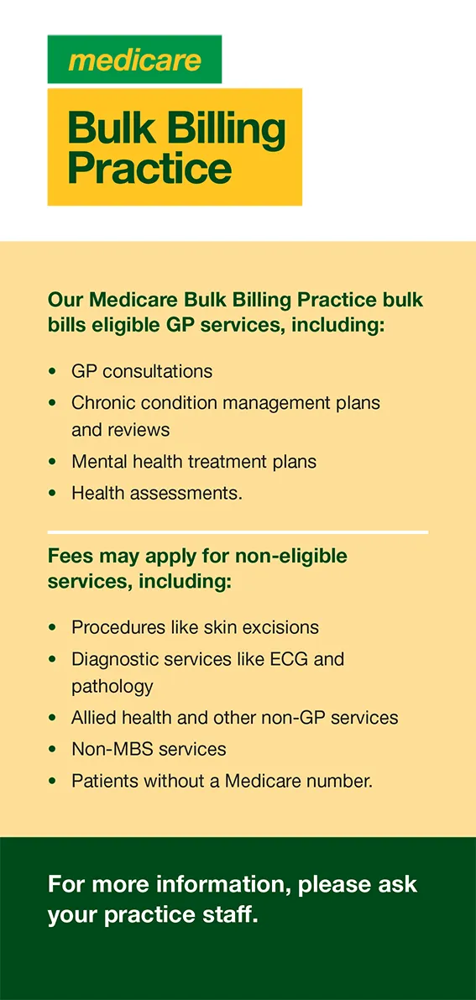 medicare
Bulk Billing
Practice
Our Medicare Bulk Billing Practice bulk
bills eligible GP services, including:
• GP consultations
• Chronic condition management plans
and reviews
• Mental health treatment plans
• Health assessments.
Fees may apply for non-eligible
services, including:
• Procedures like skin excisions
• Diagnostic services like ECG and
pathology
• Allied health and other non-GP services
• Non-MBS services
• Patients without a Medicare number.
For more information, please ask
your practice staff.